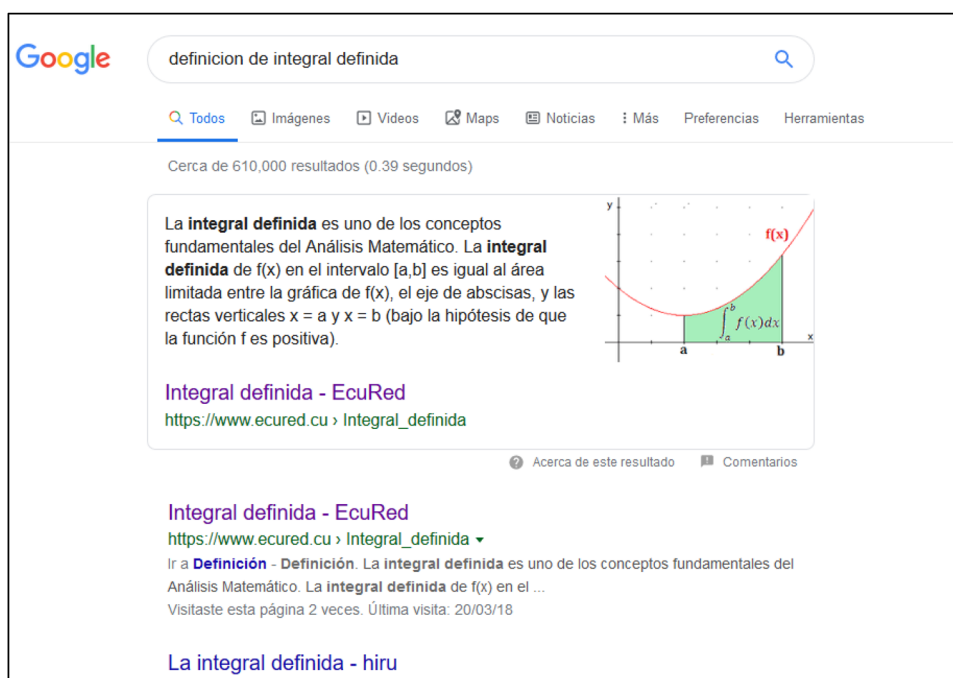 Google
definicion de integral definida
Todos Imágenes Videos Maps Noticias Más Preferencias Herramientas
Cerca de 610,000 resultados (0.39 segundos)
La integral definida es uno de los conceptos
fundamentales del Análisis Matemático. La integral
definida de f(x) en el intervalo [a,b] es igual al área
limitada entre la gráfica de f(x), el eje de abscisas, y las
rectas verticales x = a y x = b (bajo la hipótesis de que
la función f es positiva).
y
f(x)
∫_a^b f(x)dx
x
a b
Integral definida - EcuRed
https://www.ecured.cu › Integral_definida
Acerca de este resultado Comentarios
Integral definida - EcuRed
https://www.ecured.cu › Integral_definida
Ir a Definición - Definición. La integral definida es uno de los conceptos fundamentales del
Análisis Matemático. La integral definida de f(x) en el ...
Visitaste esta página 2 veces. Última visita: 20/03/18
La integral definida - hiru